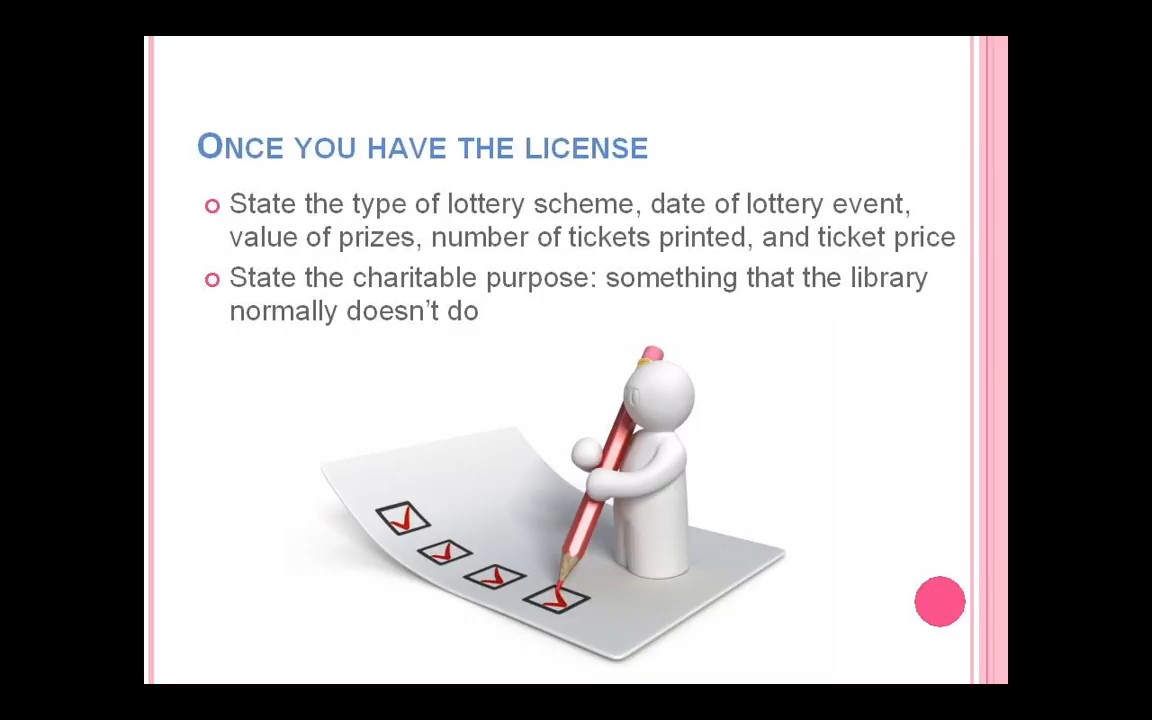 ONCE YOU HAVE THE LICENSE
State the type of lottery scheme, date of lottery event,
value of prizes, number of tickets printed, and ticket price
State the charitable purpose: something that the library
normally doesn’t do